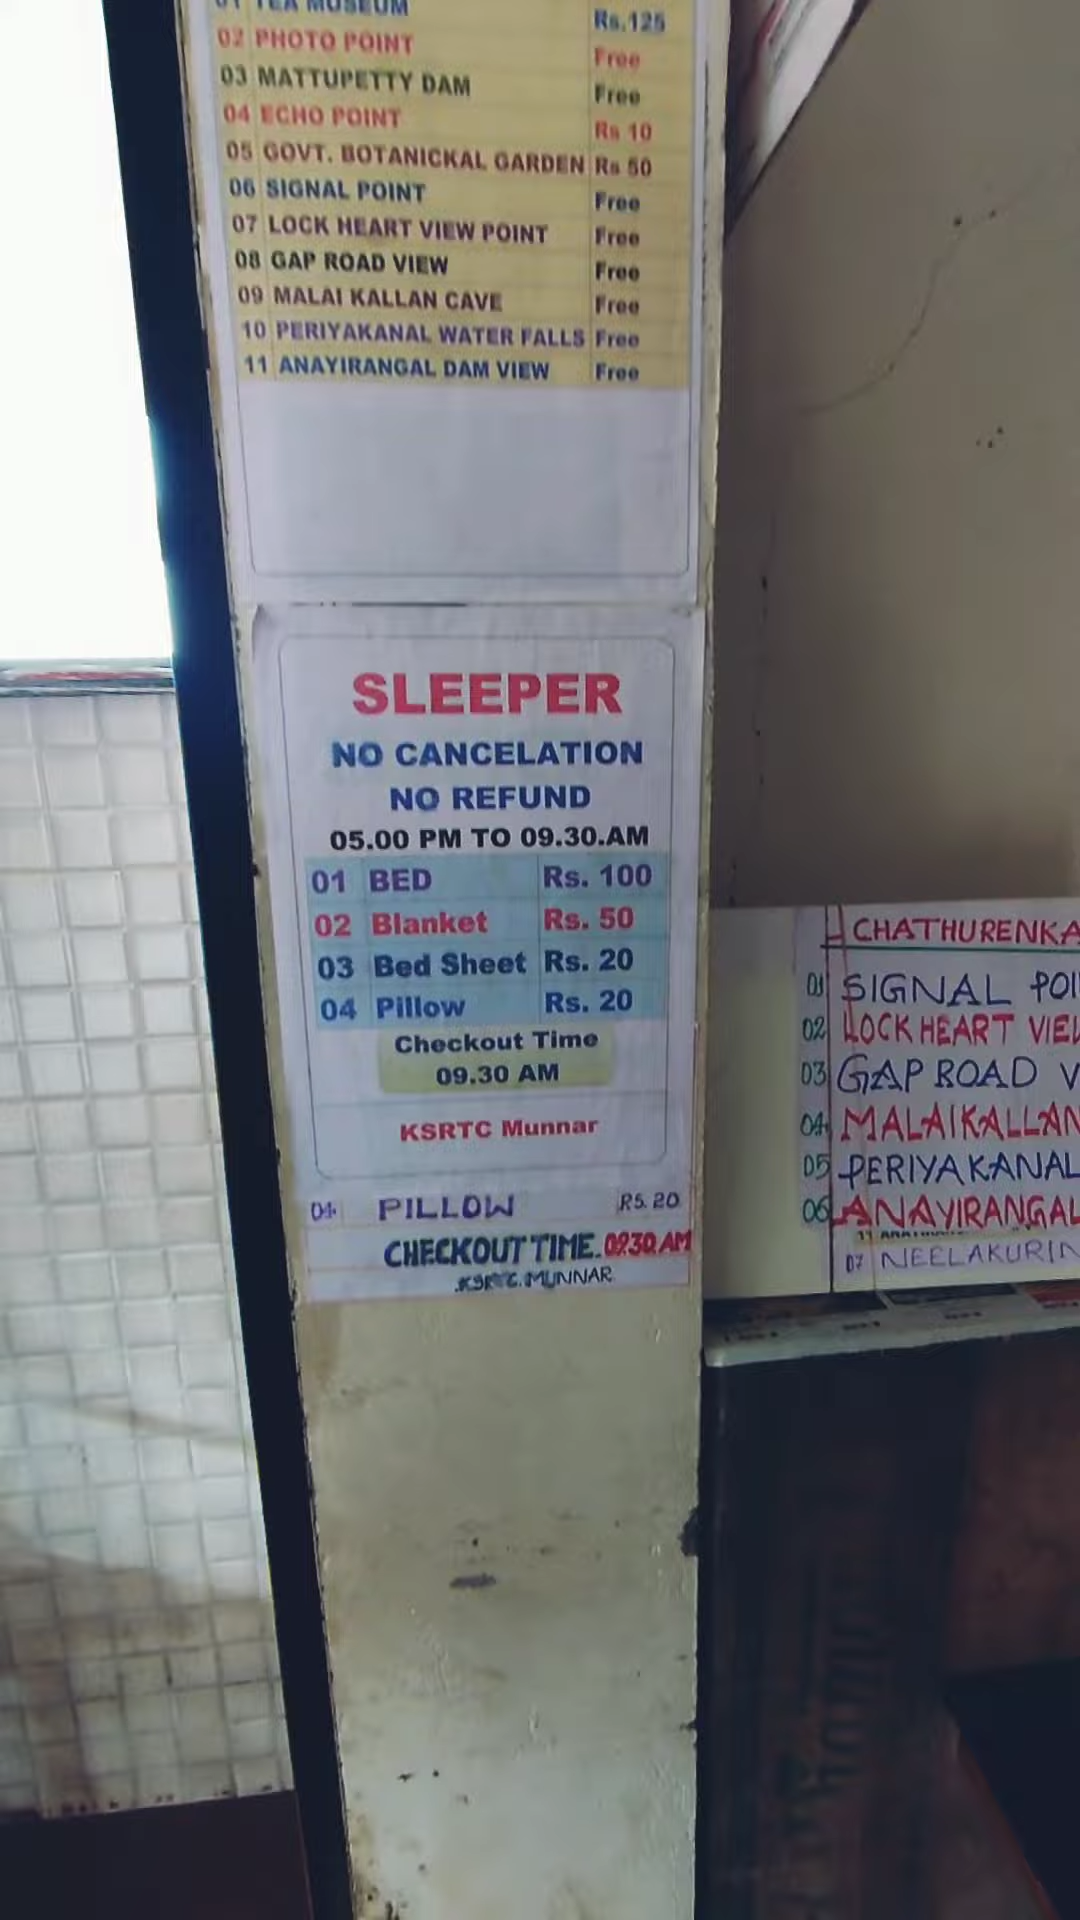 01 TEA MUSEUM Rs.125
02 PHOTO POINT Free
03 MATTUPETTY DAM Free
04 ECHO POINT Rs 10
05 GOVT. BOTANICKAL GARDEN Rs 50
06 SIGNAL POINT Free
07 LOCK HEART VIEW POINT Free
08 GAP ROAD VIEW Free
09 MALAI KALLAN CAVE Free
10 PERIYAKANAL WATER FALLS Free
11 ANAYIRANGAL DAM VIEW Free
SLEEPER
NO CANCELATION
NO REFUND
05.00 PM TO 09.30.AM
01 BED Rs. 100
02 Blanket Rs. 50
03 Bed Sheet Rs. 20
04 Pillow Rs. 20
Checkout Time
09.30 AM
KSRTC Munnar
04 PILLOW RS. 20
CHECKOUT TIME. 09.30.AM
KSRTC. MUNNAR
CHATHURENKA
01 SIGNAL POI
02 LOCK HEART VIE
03 GAP ROAD V
04 MALAIKALLAN
05 PERIYAKANAL
06 ANAYIRANGAL
07 NEELAKURIN